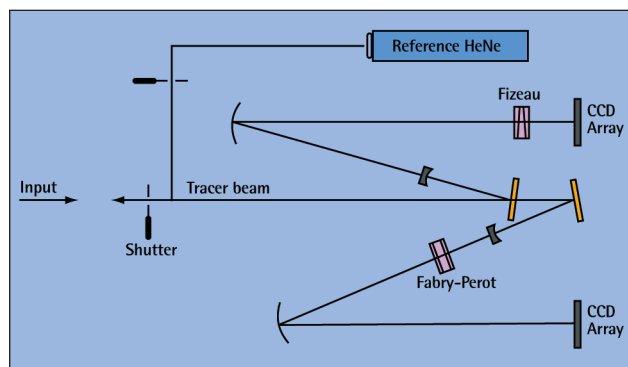 Reference HeNe
Fizeau
CCD
Array
Input
Tracer beam
Shutter
Fabry-Perot
CCD
Array